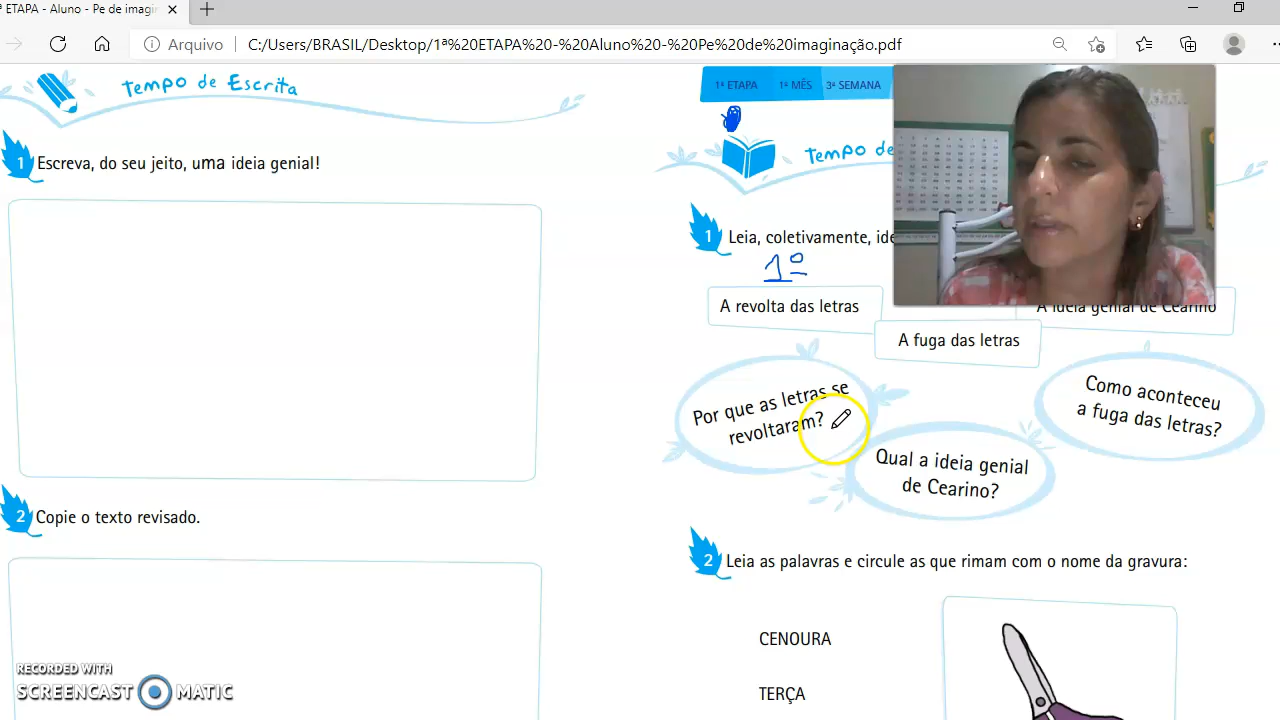 ª ETAPA - Aluno - Pe de imagin
Arquivo C:/Users/BRASIL/Desktop/1ª%20ETAPA%20-%20Aluno%20-%20Pe%20de%20imaginação.pdf
Tempo de Escrita
1 Escreva, do seu jeito, uma ideia genial!
2 Copie o texto revisado.
1ª ETAPA 1º MÊS 3ª SEMANA
Tempo de
1 Leia, coletivamente, ide
1º
A revolta das letras
A fuga das letras
A ideia genial de Cearino
Por que as letras se
revoltaram?
Qual a ideia genial
de Cearino?
Como aconteceu
a fuga das letras?
2 Leia as palavras e circule as que rimam com o nome da gravura:
CENOURA
TERÇA
RECORDED WITH
SCREENCAST MATIC